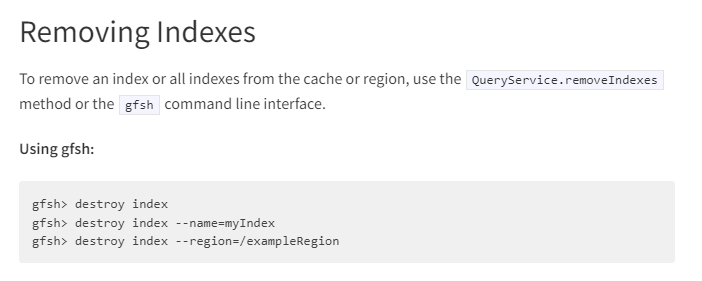 Removing Indexes
To remove an index or all indexes from the cache or region, use the QueryService.removeIndexes
method or the gfsh command line interface.
Using gfsh:
gfsh> destroy index
gfsh> destroy index --name=myIndex
gfsh> destroy index --region=/exampleRegion